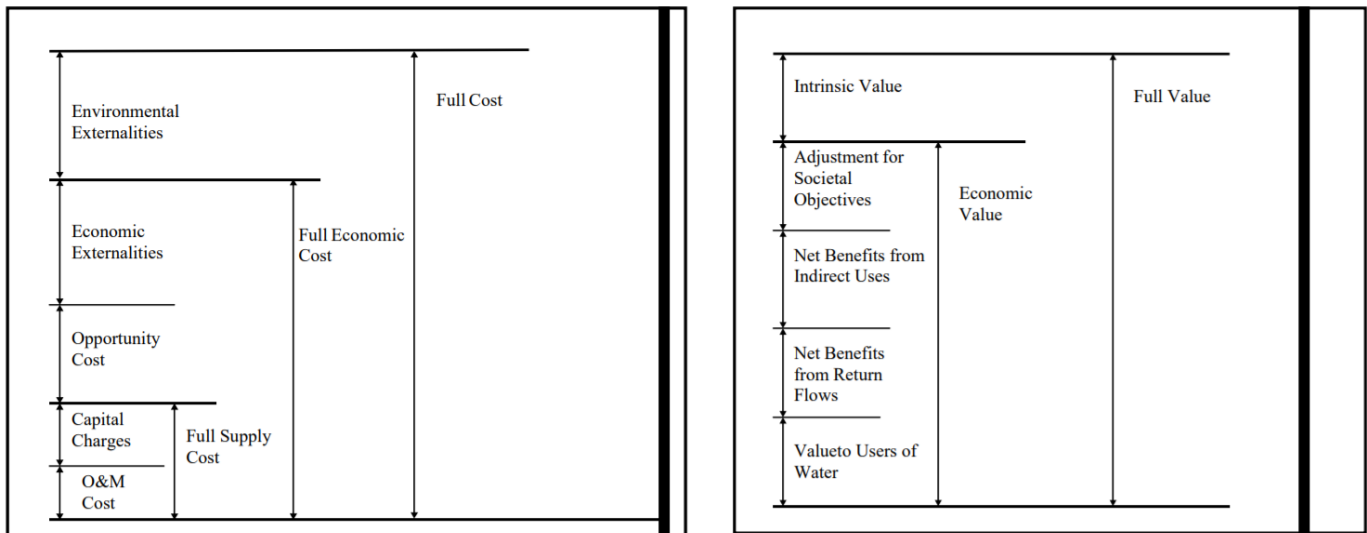 Environmental
Externalities
Full Cost
Economic
Externalities
Full Economic
Cost
Opportunity
Cost
Capital
Charges
Full Supply
Cost
O&M
Cost
Intrinsic Value
Full Value
Adjustment for
Societal
Objectives
Economic
Value
Net Benefits from
Indirect Uses
Net Benefits
from Return
Flows
Valueto Users of
Water